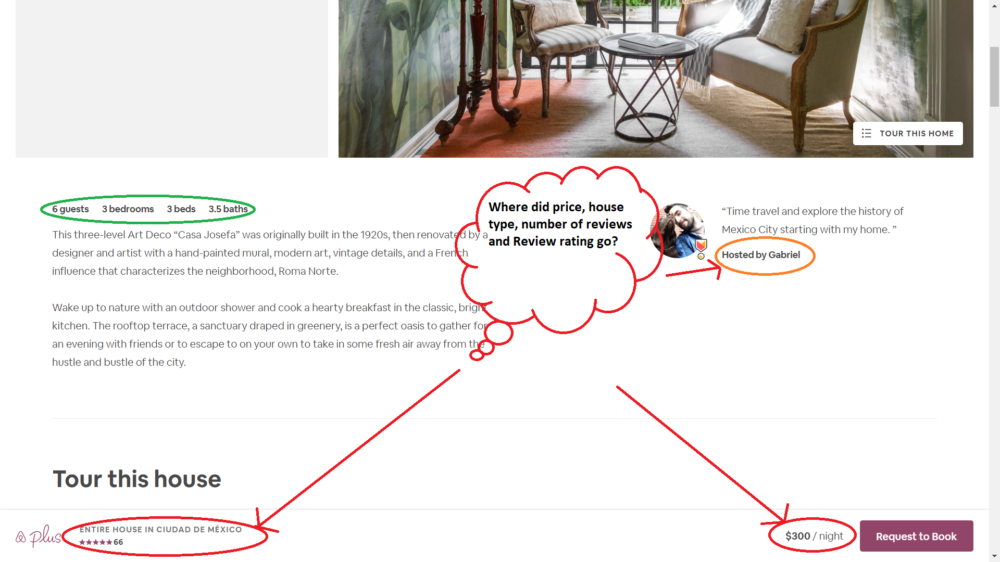 TOUR THIS HOME
6 guests 3 bedrooms 3 beds 3.5 baths
This three-level Art Deco “Casa Josefa” was originally built in the 1920s, then renovated by a
designer and artist with a hand-painted mural, modern art, vintage details, and a French
influence that characterizes the neighborhood, Roma Norte.
Wake up to nature with an outdoor shower and cook a hearty breakfast in the classic, bright
kitchen. The rooftop terrace, a sanctuary draped in greenery, is a perfect oasis to gather for
an evening with friends or to escape to on your own to take in some fresh air away from the
hustle and bustle of the city.
Where did price, house
type, number of reviews
and Review rating go?
“Time travel and explore the history of
Mexico City starting with my home. ”
Hosted by Gabriel
Tour this house
plus
ENTIRE HOUSE IN CIUDAD DE MÉXICO
★★★★★ 66
$300 / night
Request to Book